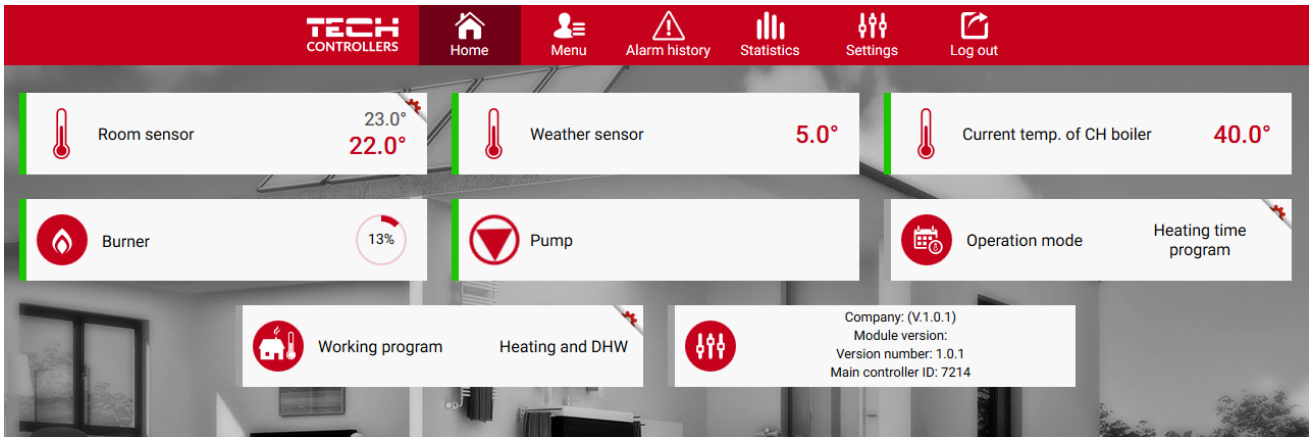 TECH
CONTROLLERS
Home
Menu
Alarm history
Statistics
Settings
Log out
Room sensor
23.0°
22.0°
Weather sensor
5.0°
Current temp. of CH boiler
40.0°
Burner
13%
Pump
Operation mode
Heating time
program
Working program
Heating and DHW
Company: (V.1.0.1)
Module version:
Version number: 1.0.1
Main controller ID: 7214